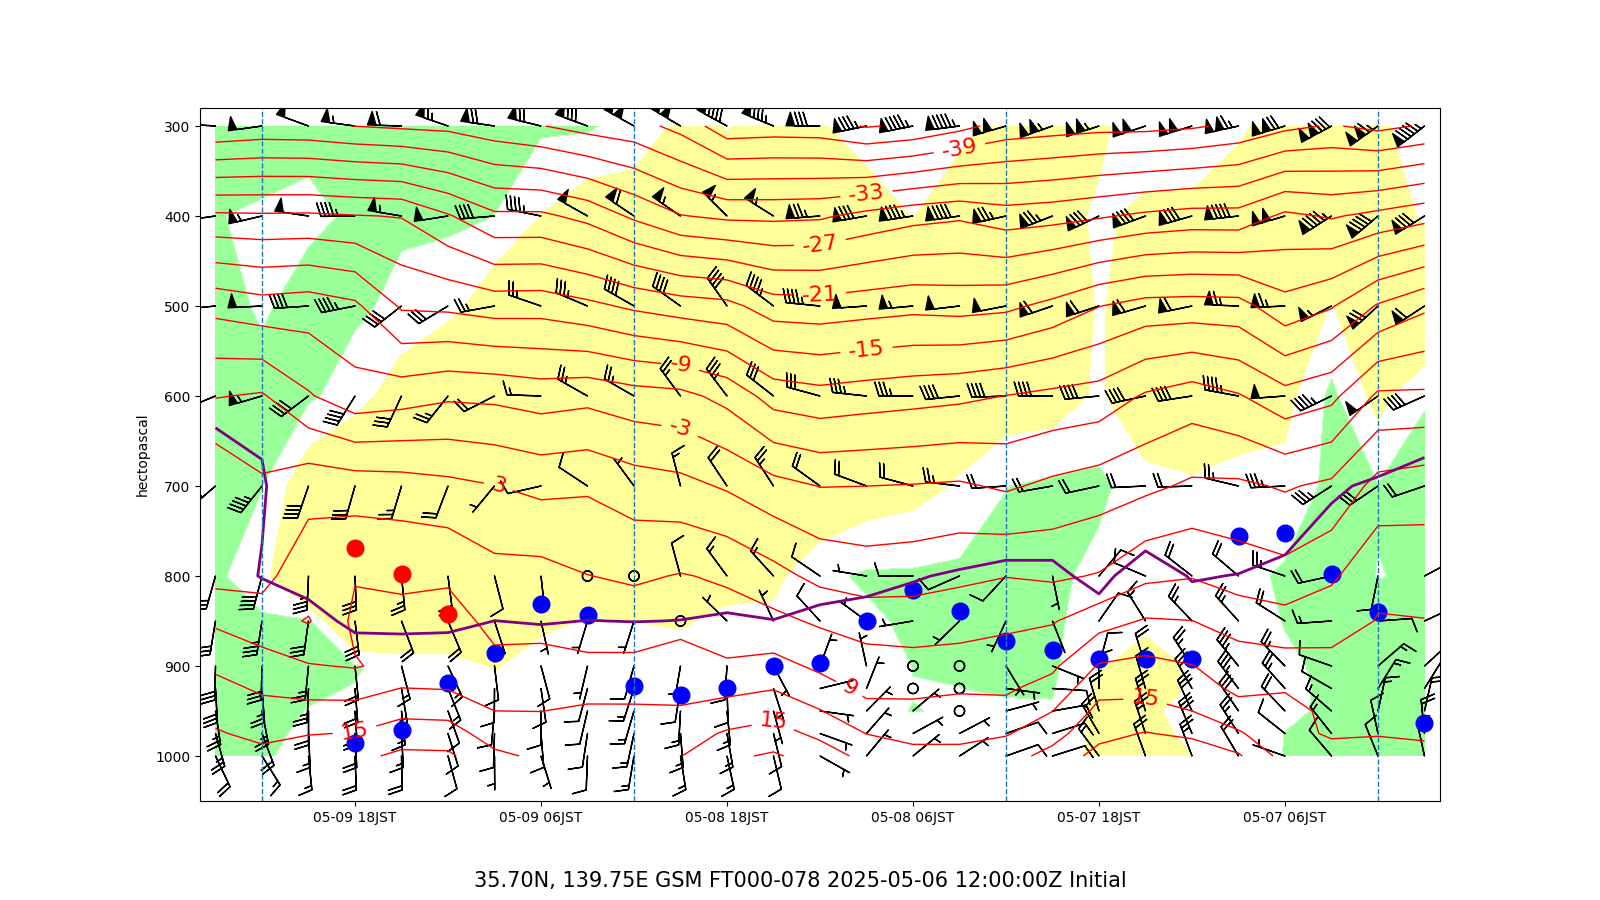 300
400
500
600
700
800
900
1000
hectopascal
-39
-33
-27
-21
-15
-9
-3
3
9
15
15
15
05-09 18JST
05-09 06JST
05-08 18JST
05-08 06JST
05-07 18JST
05-07 06JST
35.70N, 139.75E GSM FT000-078 2025-05-06 12:00:00Z Initial